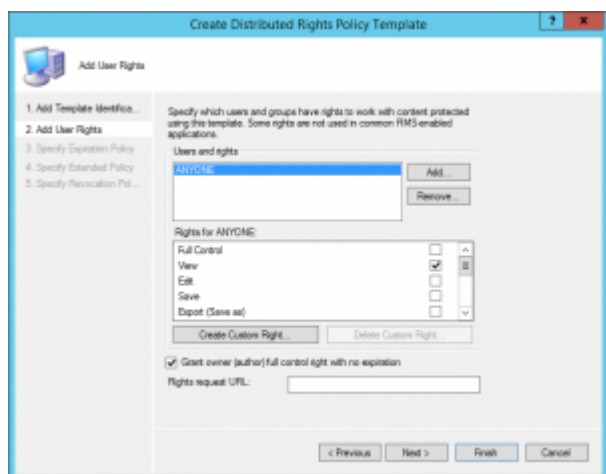 Create Distributed Rights Policy Template
?
x
Add User Rights
1. Add Template Identifica...
2. Add User Rights
3. Specify Expiration Policy
4. Specify Extended Policy
5. Specify Revocation Pol...
Specify which users and groups have rights to work with content protected
using this template. Some rights are not used in common RMS-enabled
applications.
Users and rights
ANYONE
Add...
Remove...
Rights for ANYONE:
Full Control
View
Edit
Save
Export (Save as)
Create Custom Right...
Delete Custom Right...
Grant owner (author) full control right with no expiration
Rights request URL:
< Previous
Next >
Finish
Cancel